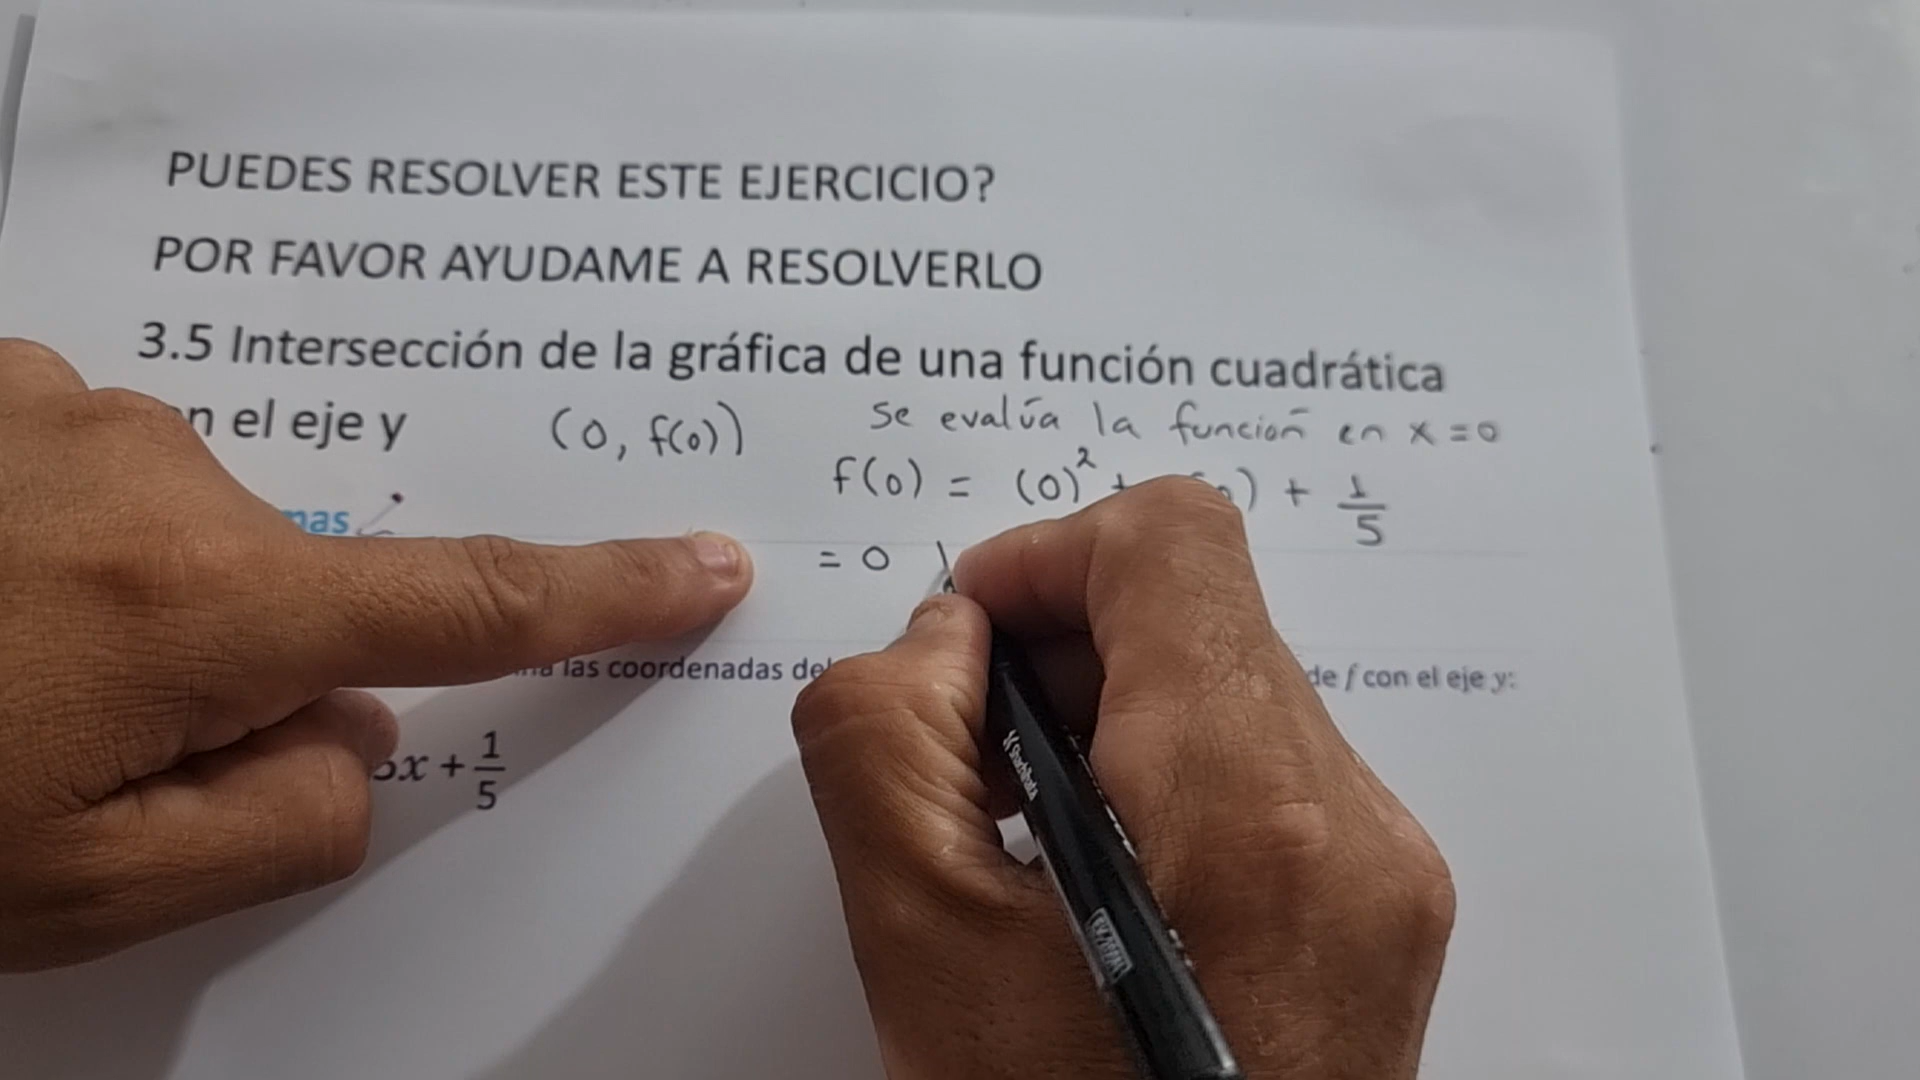 PUEDES RESOLVER ESTE EJERCICIO?
POR FAVOR AYUDAME A RESOLVERLO
3.5 Intersección de la gráfica de una función cuadrática
el eje y
(0, f(0))
Se evalúa la función en x = 0
f(0) = (0)² + ) + 1/5
= 0
las coordenadas de f con el eje y:
x + 1/5
Shachihata